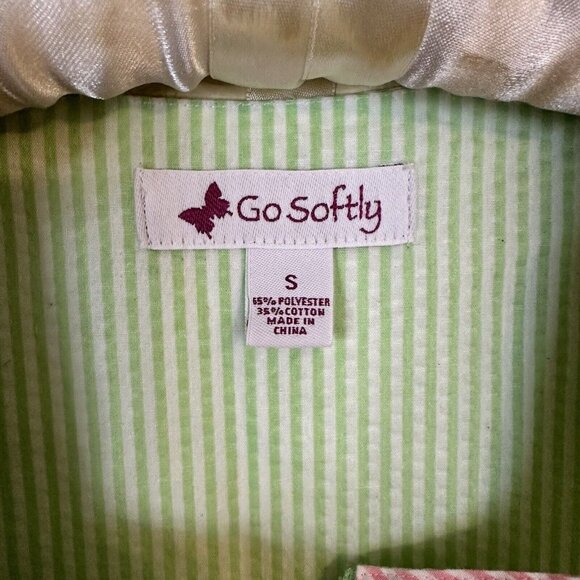 Go Softly
S
65% POLYESTER
35% COTTON
MADE IN
CHINA